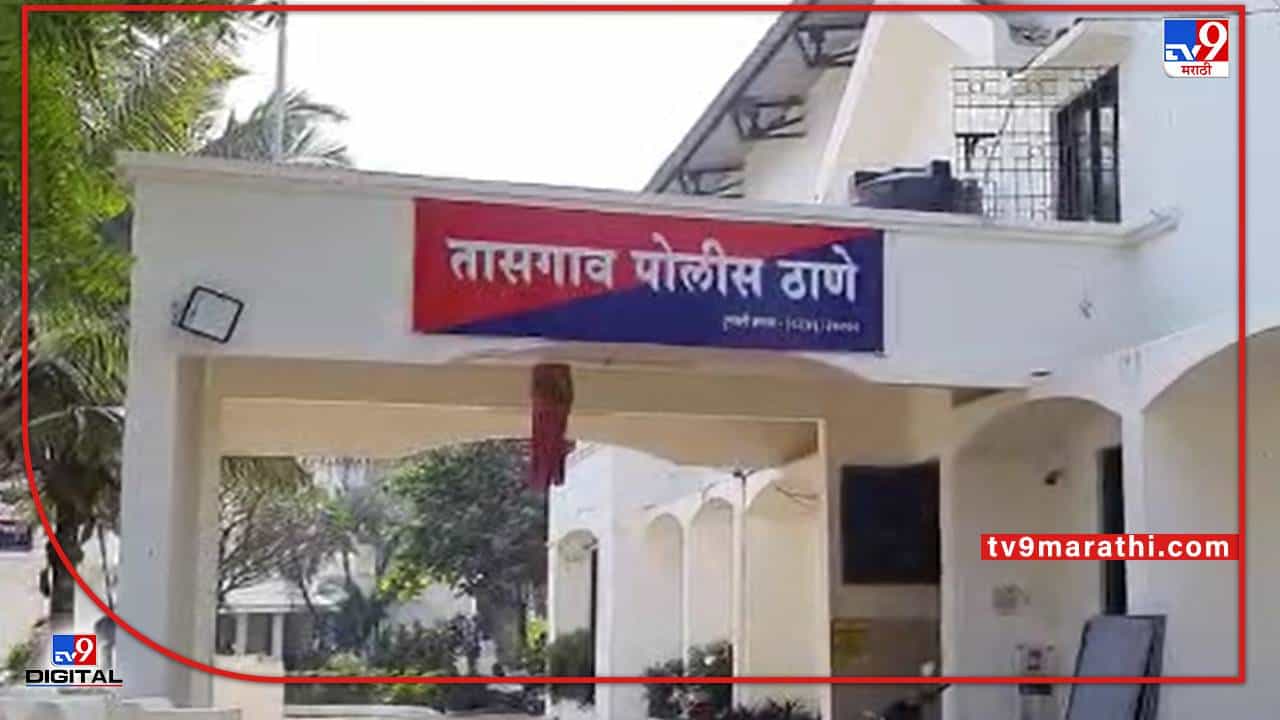 TV9
मराठी
तासगाव पोलीस ठाणे
tv9marathi.com
TV9
DIGITAL